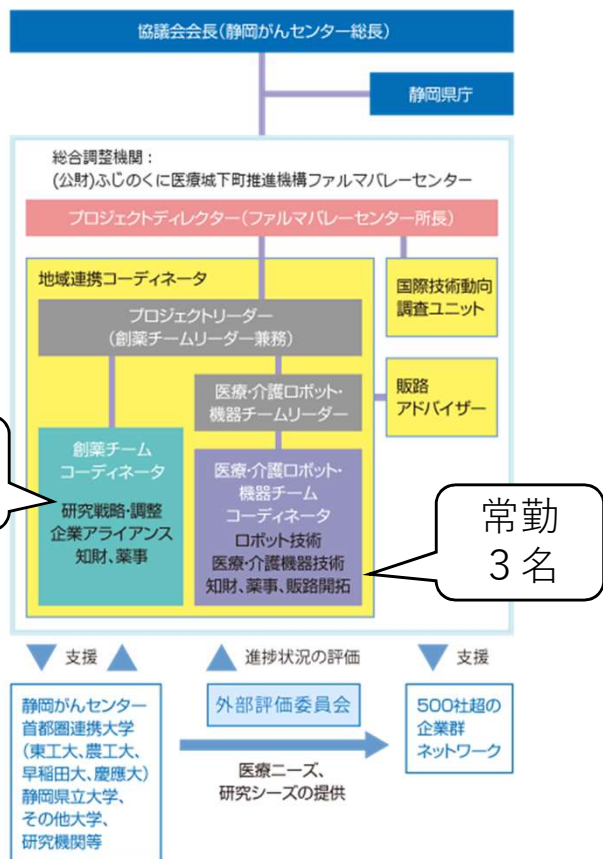 協議会会長(静岡がんセンター総長)
静岡県庁
総合調整機関：
(公財)ふじのくに医療城下町推進機構ファルマバレーセンター
プロジェクトディレクター(ファルマバレーセンター所長)
地域連携コーディネータ
プロジェクトリーダー
(創薬チームリーダー兼務)
国際技術動向
調査ユニット
医療・介護ロボット・
機器チームリーダー
販路
アドバイザー
創薬チーム
コーディネータ
研究戦略・調整
企業アライアンス
知財、薬事
医療・介護ロボット・
機器チーム
コーディネータ
ロボット技術
医療・介護機器技術
知財、薬事、販路開拓
常勤
３名
支援
進捗状況の評価
支援
静岡がんセンター
首都圏連携大学
(東工大、農工大、
早稲田大、慶應大)
静岡県立大学、
その他大学、
研究機関等
外部評価委員会
医療ニーズ、
研究シーズの提供
500社超の
企業群
ネットワーク